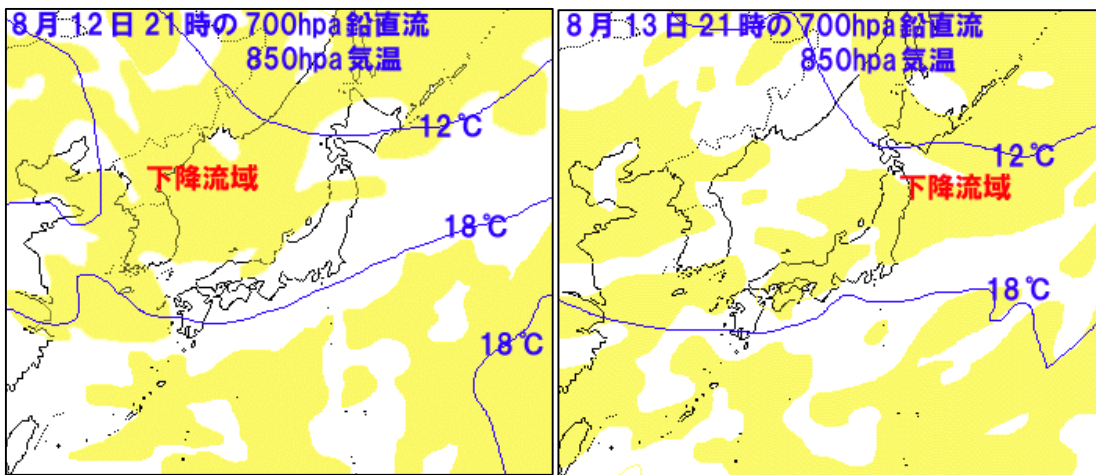 8月12日21時の700hpa鉛直流
850hpa気温
12℃
下降流域
18℃
18℃
8月13日21時の700hpa鉛直流
850hpa気温
12℃
下降流域
18℃